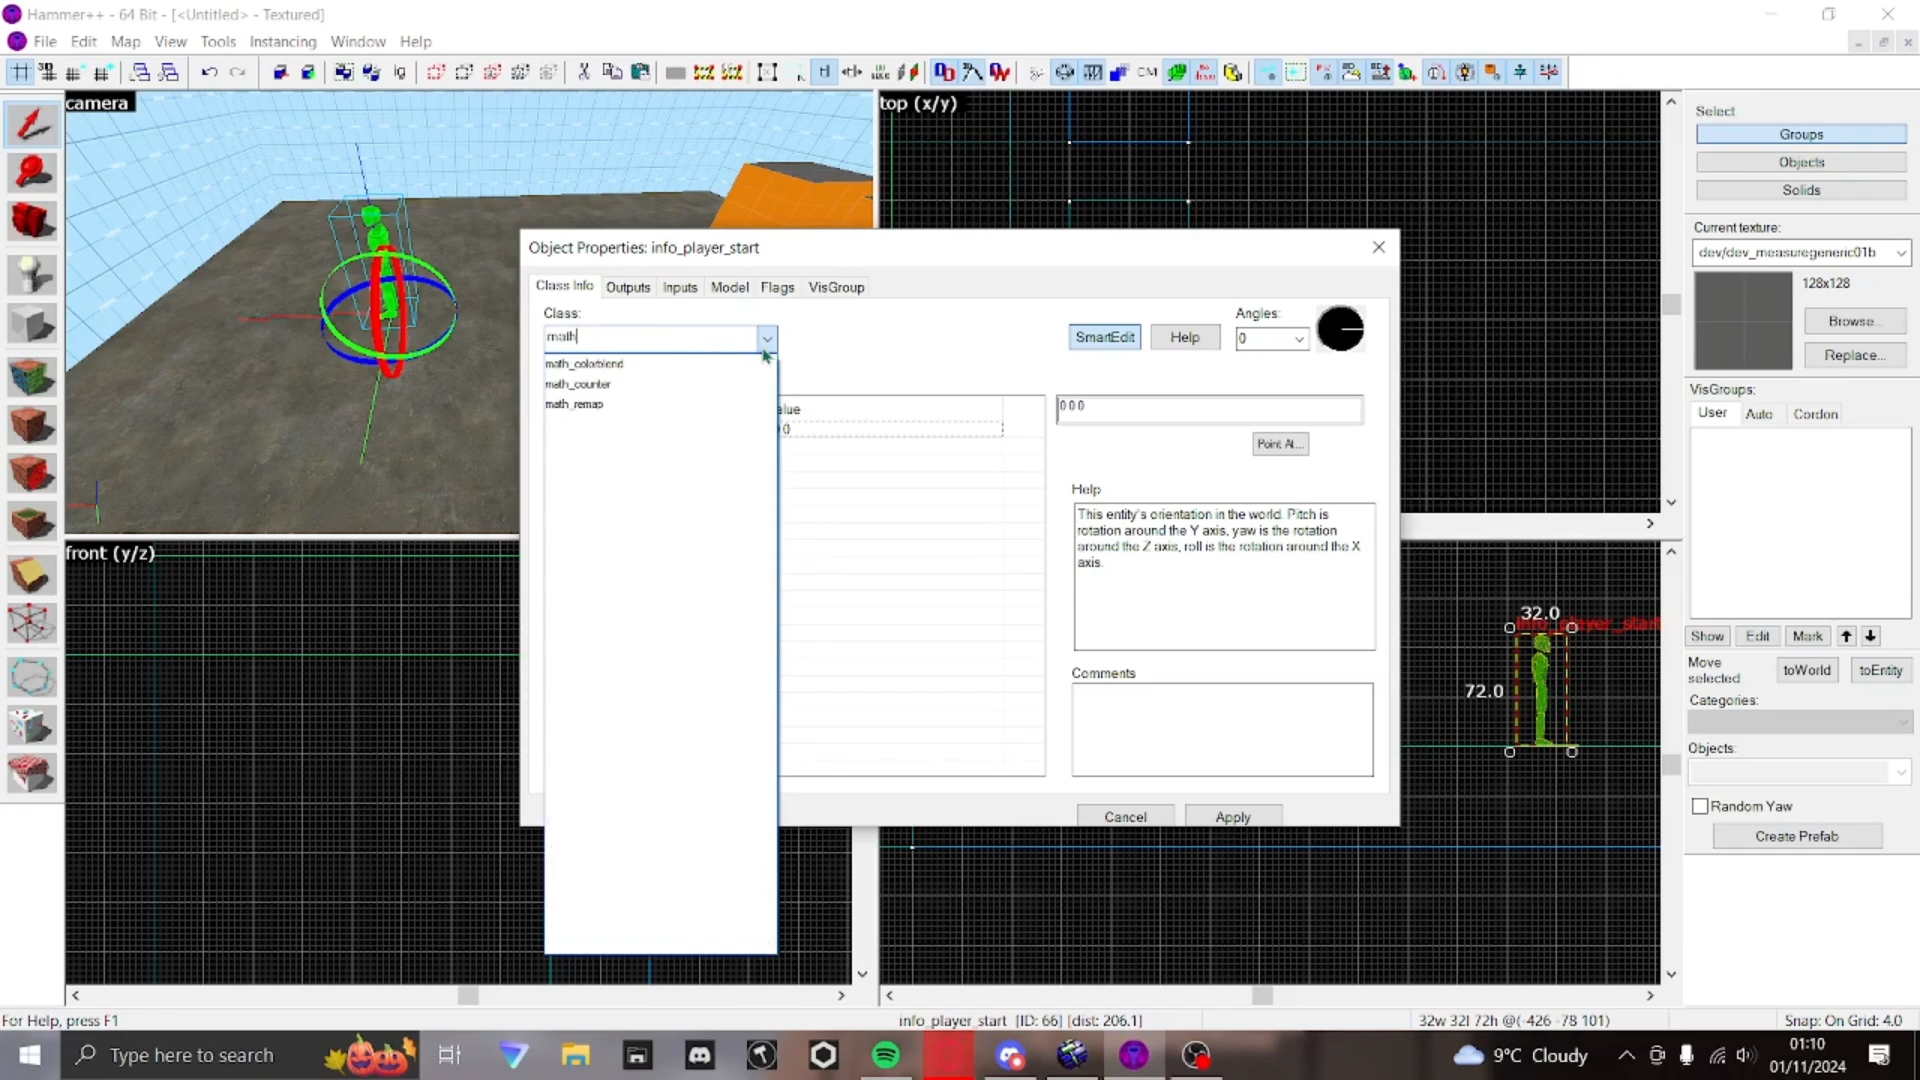 Hammer++ - 64 Bit - [<Untitled> - Textured]
File Edit Map View Tools Instancing Window Help
camera
top (x/y)
front (y/z)
Object Properties: info_player_start
Class Info Outputs Inputs Model Flags VisGroup
Class:
math
math_colorblend
math_counter
math_remap
alue
0
SmartEdit Help
Angles:
0
0 0 0
Point At...
Help
This entity's orientation in the world. Pitch is
rotation around the Y axis, yaw is the rotation
around the Z axis, roll is the rotation around the X
axis.
Comments
Cancel Apply
32.0
72.0
Select
Groups
Objects
Solids
Current texture:
dev/dev_measuregeneric01b
128x128
Browse...
Replace...
VisGroups:
User Auto Cordon
Show Edit Mark
Move
selected
toWorld toEntity
Categories:
Objects:
Random Yaw
Create Prefab
For Help, press F1
info_player_start [ID: 66] [dist: 206.1]
32w 32l 72h @(-426 -78 101)
Snap: On Grid: 4.0
Type here to search
9°C Cloudy
01:10
01/11/2024